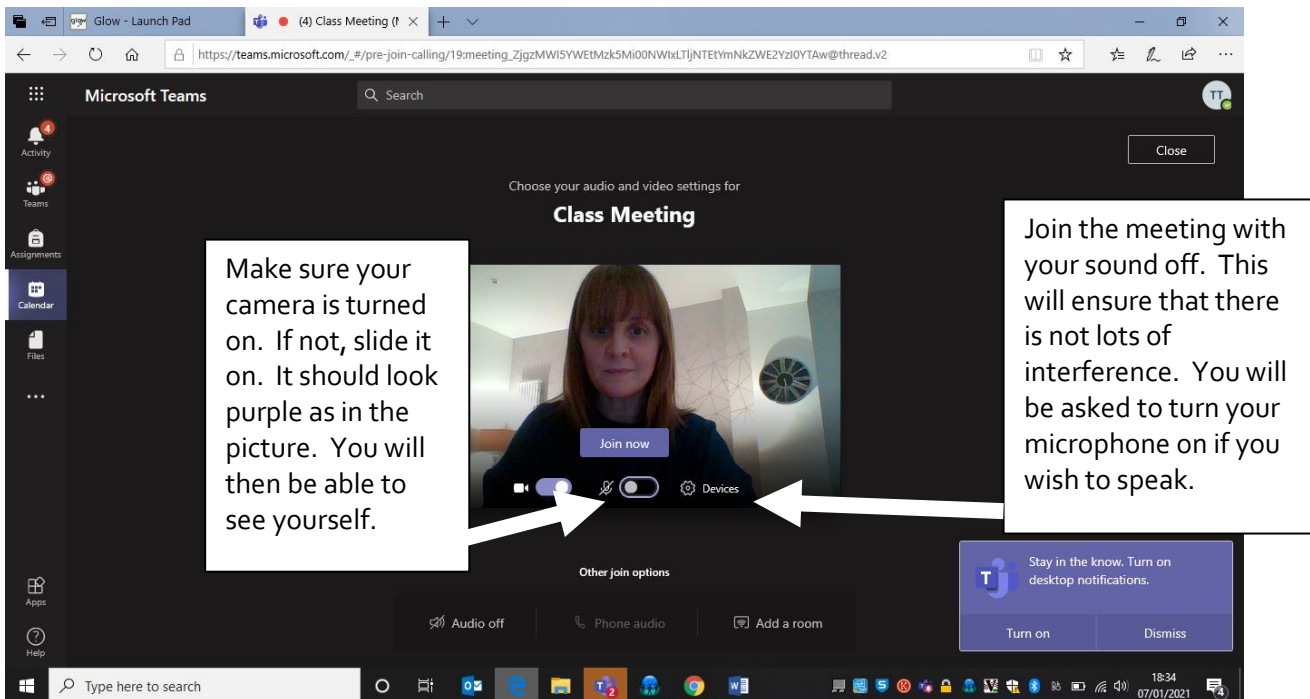 Glow - Launch Pad
(4) Class Meeting (
https://teams.microsoft.com/_#/pre-join-calling/19:meeting_ZjgzMWI5YWEtMzk5Mi00NWIxLTljNTEtYmNkZWE2YzI0YTAw@thread.v2
Microsoft Teams
Search
TT
4
Activity
Teams
Assignments
Calendar
Files
Apps
Help
Close
Choose your audio and video settings for
Class Meeting
Make sure your
camera is turned
on. If not, slide it
on. It should look
purple as in the
picture. You will
then be able to
see yourself.
Join now
Devices
Join the meeting with
your sound off. This
will ensure that there
is not lots of
interference. You will
be asked to turn your
microphone on if you
wish to speak.
Other join options
Audio off
Phone audio
Add a room
Stay in the know. Turn on
desktop notifications.
Turn on
Dismiss
Type here to search
18:34
07/01/2021